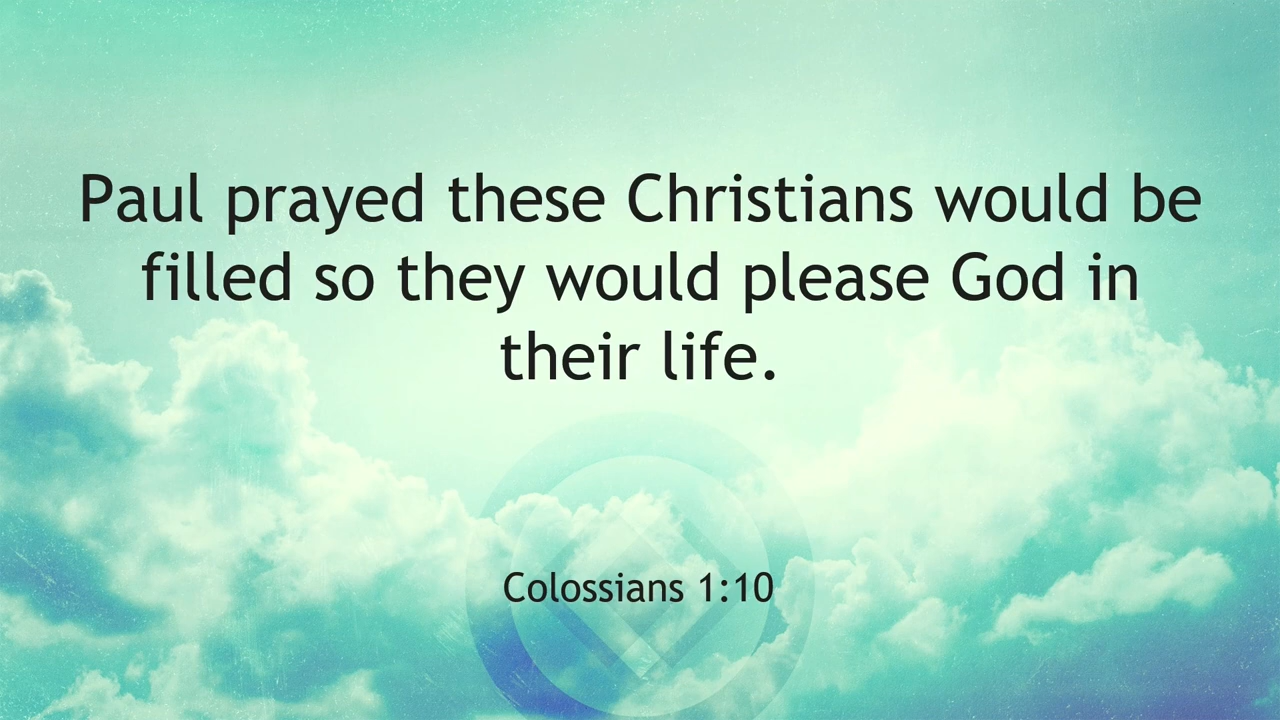 Paul prayed these Christians would be
filled so they would please God in
their life.
Colossians 1:10